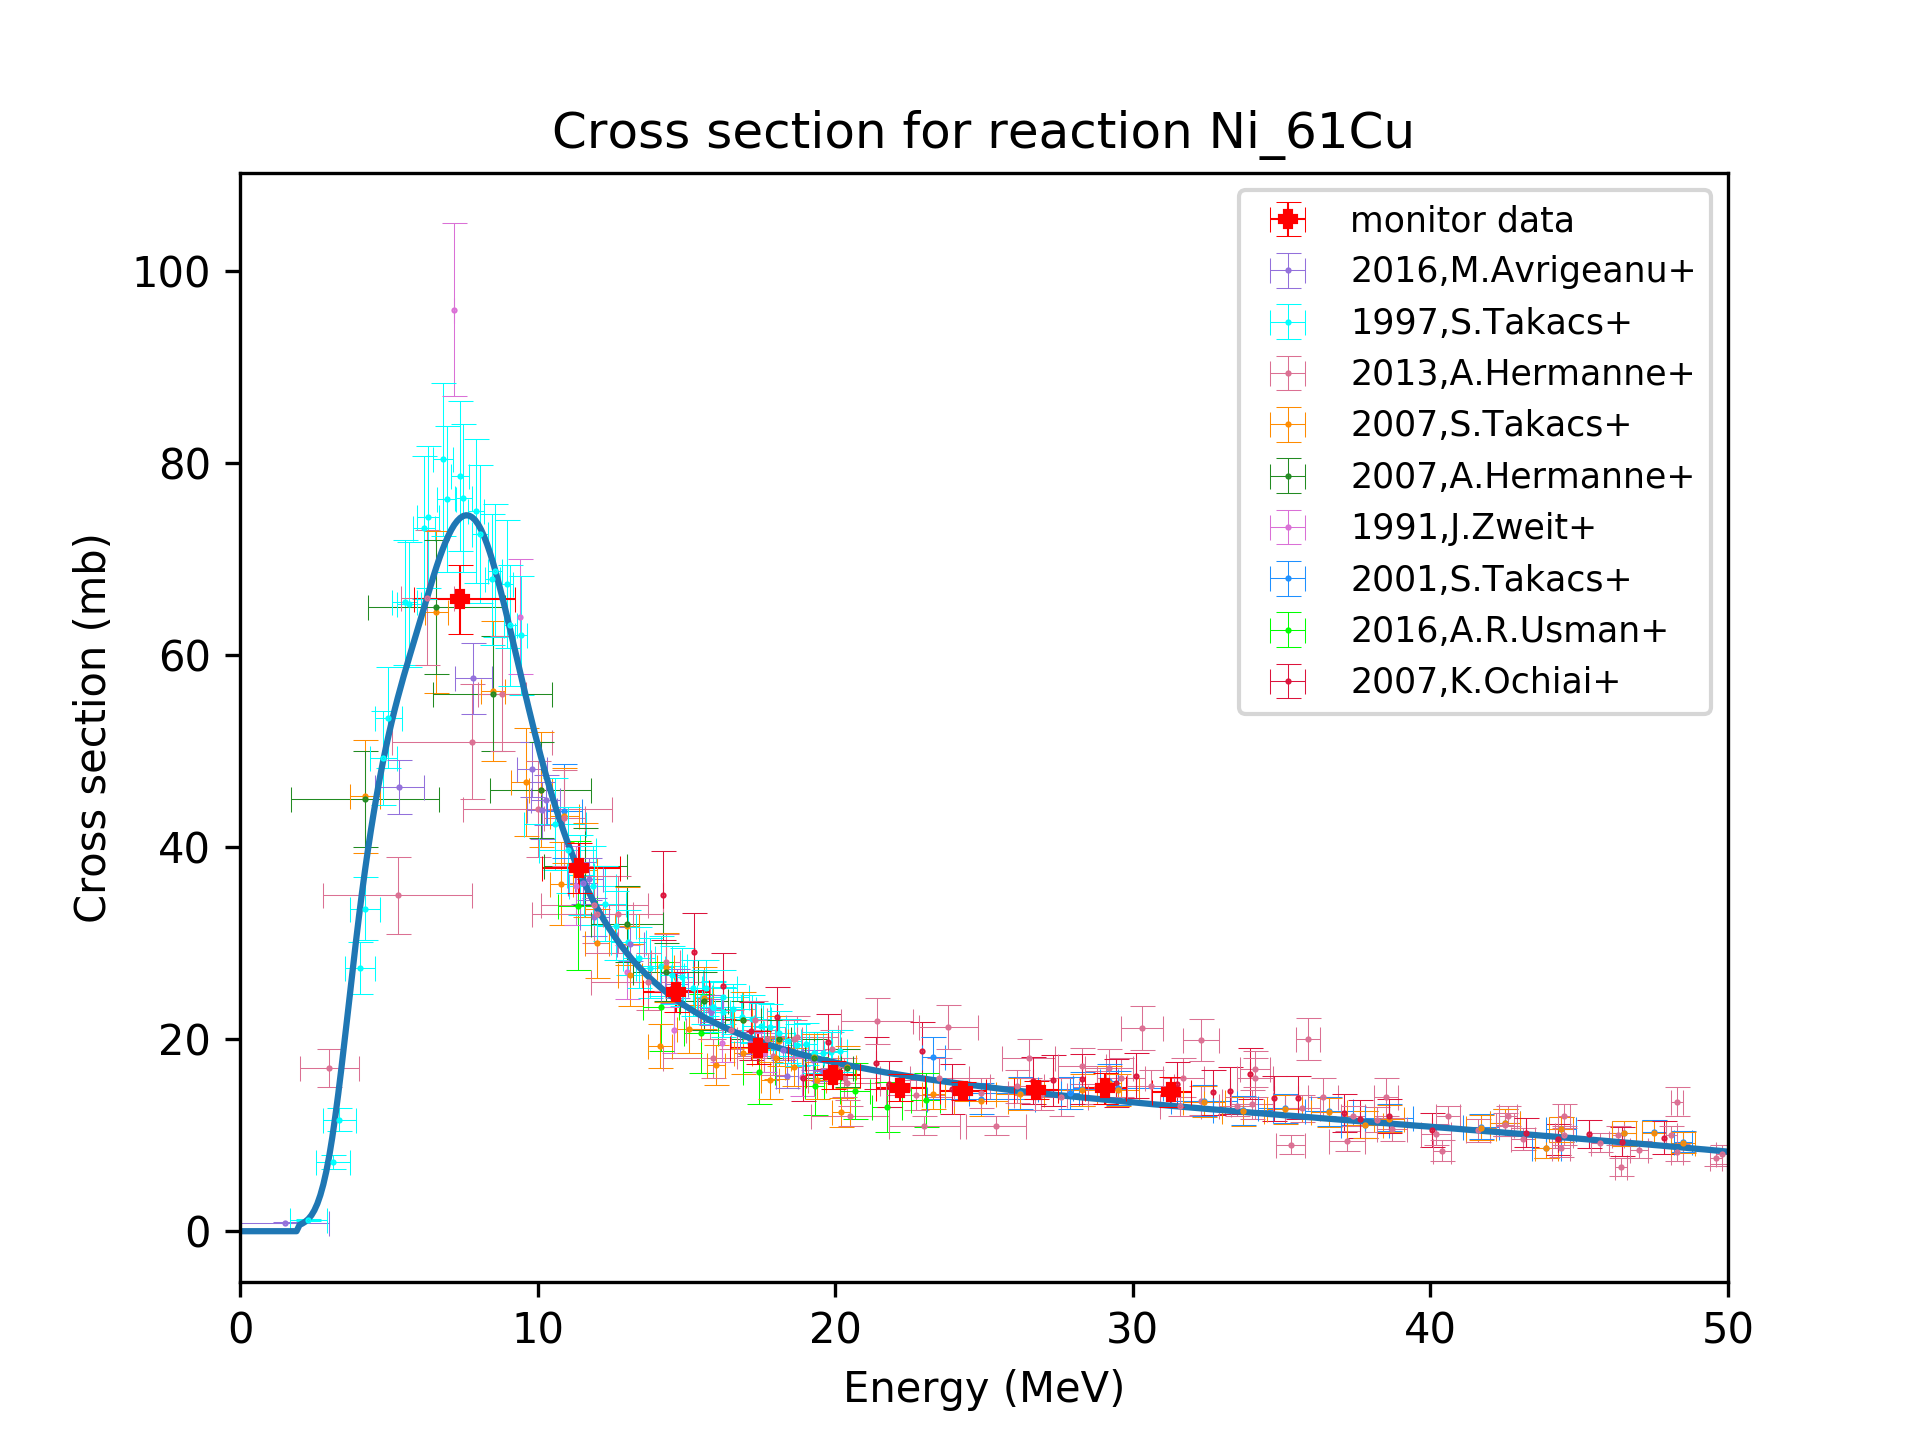 Cross section for reaction Ni_61Cu
monitor data
2016,M.Avrigeanu+
1997,S.Takacs+
2013,A.Hermanne+
2007,S.Takacs+
2007,A.Hermanne+
1991,J.Zweit+
2001,S.Takacs+
2016,A.R.Usman+
2007,K.Ochiai+
Cross section (mb)
100
80
60
40
20
0
0 10 20 30 40 50
Energy (MeV)